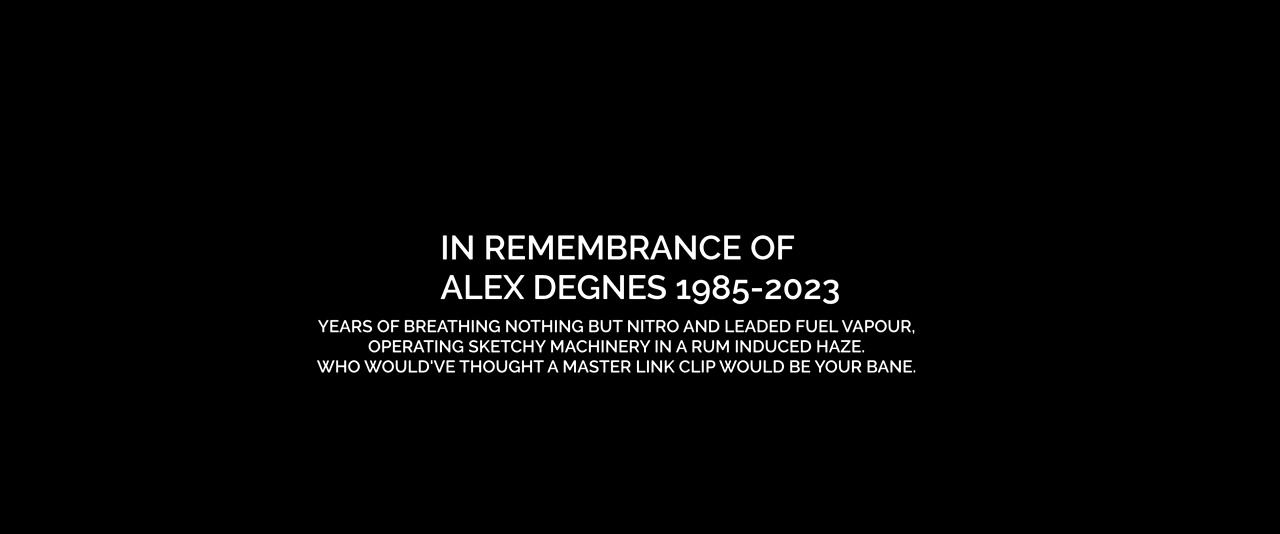 IN REMEMBRANCE OF
ALEX DEGNES 1985-2023
YEARS OF BREATHING NOTHING BUT NITRO AND LEADED FUEL VAPOUR,
OPERATING SKETCHY MACHINERY IN A RUM INDUCED HAZE.
WHO WOULD'VE THOUGHT A MASTER LINK CLIP WOULD BE YOUR BANE.